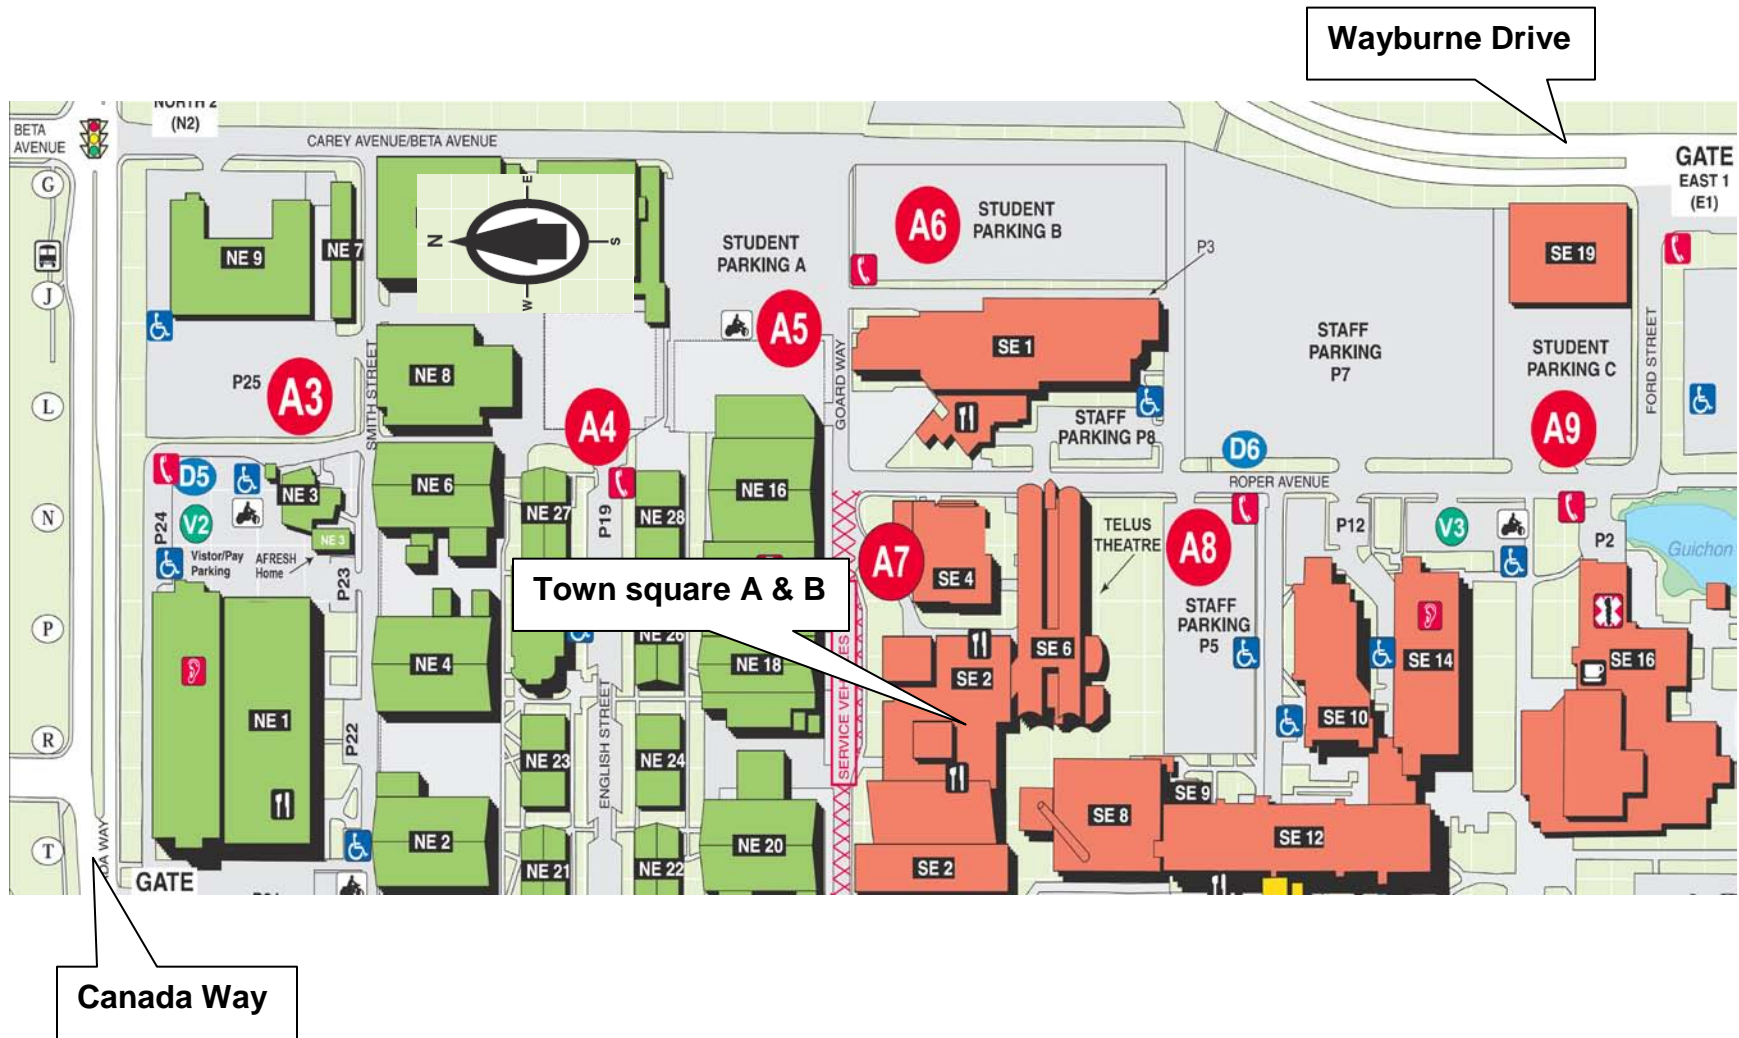 Wayburne Drive
NORTH 2
(N2)
BETA
AVENUE
CAREY AVENUE/BETA AVENUE
GATE
EAST 1
(E1)
G
J
L
N
P
R
T
NE 9
NE 7
N
E
S
W
STUDENT
PARKING A
A6
STUDENT
PARKING B
P3
SE 19
A5
SE 1
STAFF
PARKING
P7
STUDENT
PARKING C
FORD STREET
P25
A3
SMITH STREET
NE 8
A4
GOARD WAY
STAFF
PARKING P8
A9
D6
ROPER AVENUE
D5
V2
P24
Vistor/Pay
Parking
NE 3
NE 3
AFRESH
Home
P23
NE 6
NE 27
P19
NE 28
NE 16
A7
SE 4
TELUS
THEATRE
A8
P12
V3
P2
Guichon
Town square A & B
STAFF
PARKING
P5
NE 26
NE 4
NE 18
SERVICE VEHICLES
SE 2
SE 6
SE 10
SE 14
SE 16
NE 1
P22
NE 23
ENGLISH STREET
NE 24
SE 9
SE 8
SE 12
NE 2
NE 21
NE 22
NE 20
SE 2
GATE
Canada Way